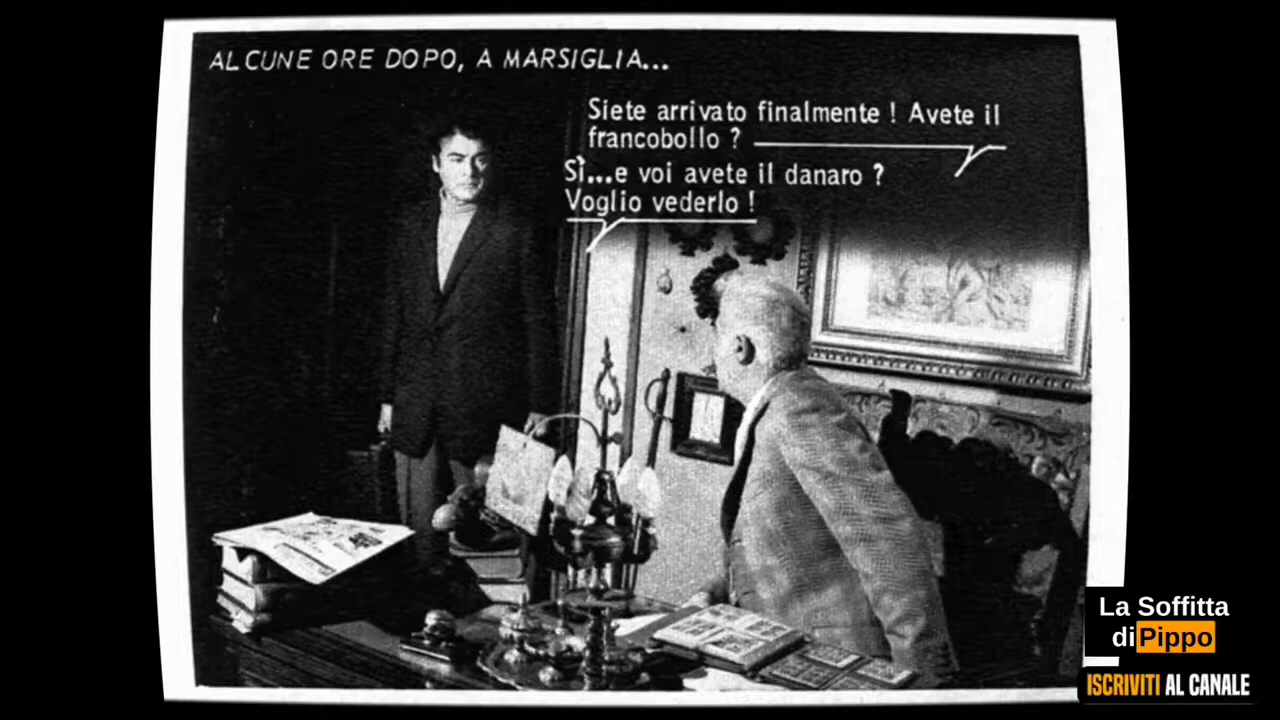 ALCUNE ORE DOPO, A MARSIGLIA...
Siete arrivato finalmente ! Avete il
francobollo ?
Sì...e voi avete il danaro ?
Voglio vederlo !
La Soffitta
di Pippo
ISCRIVITI AL CANALE